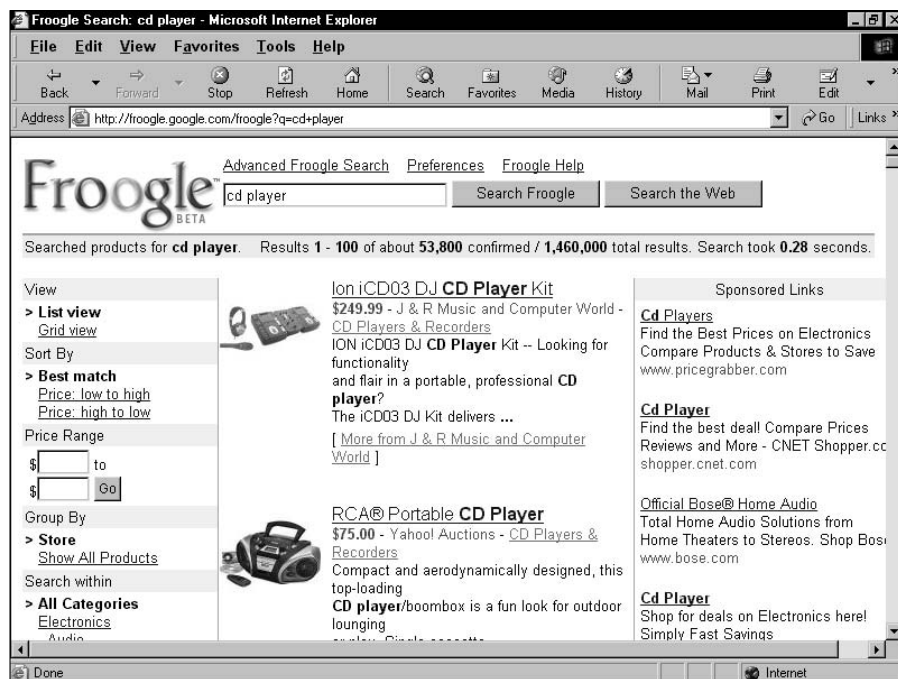 Froogle Search: cd player - Microsoft Internet Explorer
File Edit View Favorites Tools Help
Back Forward Stop Refresh Home Search Favorites Media History Mail Print Edit
Address http://froogle.google.com/froogle?q=cd+player Go Links
Advanced Froogle Search Preferences Froogle Help
Froogle™ BETA
cd player Search Froogle Search the Web
Searched products for cd player. Results 1 - 100 of about 53,800 confirmed / 1,460,000 total results. Search took 0.28 seconds.
View
> List view
Grid view
Sort By
> Best match
Price: low to high
Price: high to low
Price Range
$ to
$ Go
Group By
> Store
Show All Products
Search within
> All Categories
Electronics
Audio
Ion iCD03 DJ CD Player Kit
$249.99 - J & R Music and Computer World -
CD Players & Recorders
ION iCD03 DJ CD Player Kit -- Looking for
functionality
and flair in a portable, professional CD
player?
The iCD03 DJ Kit delivers ...
[ More from J & R Music and Computer
World ]
RCA® Portable CD Player
$75.00 - Yahoo! Auctions - CD Players &
Recorders
Compact and aerodynamically designed, this
top-loading
CD player/boombox is a fun look for outdoor
lounging
or play. Single cassette
Sponsored Links
Cd Players
Find the Best Prices on Electronics
Compare Products & Stores to Save
www.pricegrabber.com
Cd Player
Find the best deal! Compare Prices
Reviews and More - CNET Shopper.co
shopper.cnet.com
Official Bose® Home Audio
Total Home Audio Solutions from
Home Theaters to Stereos. Shop Bose
www.bose.com
Cd Player
Shop for deals on Electronics here!
Simply Fast Savings
Done Internet